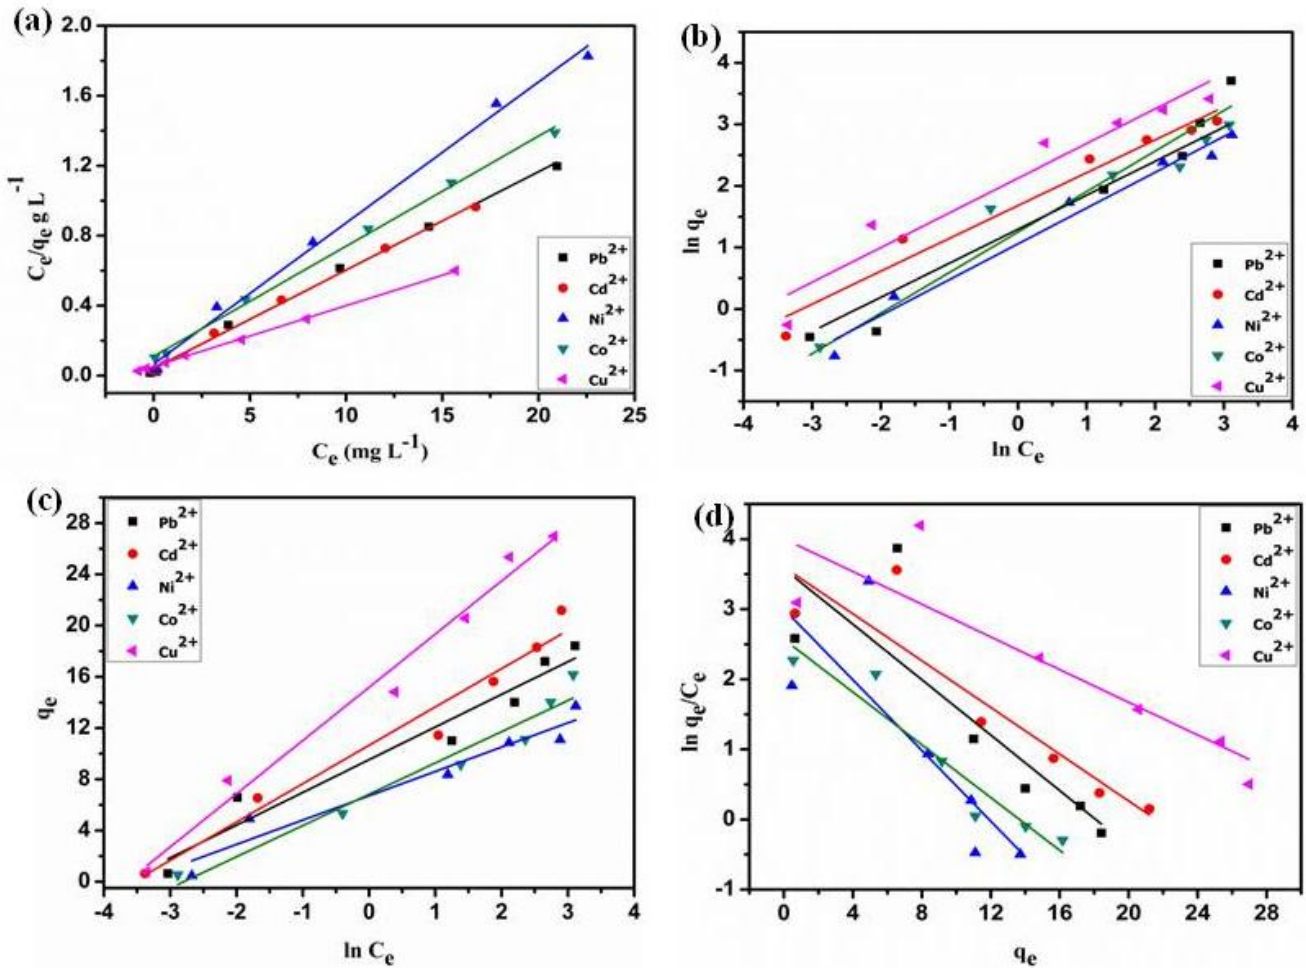 (a)
2.0
1.6
1.2
0.8
0.4
0.0
Ce/qe g L-1
0 5 10 15 20 25
Ce (mg L-1)
Pb2+
Cd2+
Ni2+
Co2+
Cu2+
(b)
4
3
2
1
0
-1
ln qe
-4 -3 -2 -1 0 1 2 3 4
ln Ce
Pb2+
Cd2+
Ni2+
Co2+
Cu2+
(c)
28
24
20
16
12
8
4
0
qe
-4 -3 -2 -1 0 1 2 3 4
ln Ce
Pb2+
Cd2+
Ni2+
Co2+
Cu2+
(d)
4
3
2
1
0
-1
ln qe/Ce
0 4 8 12 16 20 24 28
qe
Pb2+
Cd2+
Ni2+
Co2+
Cu2+